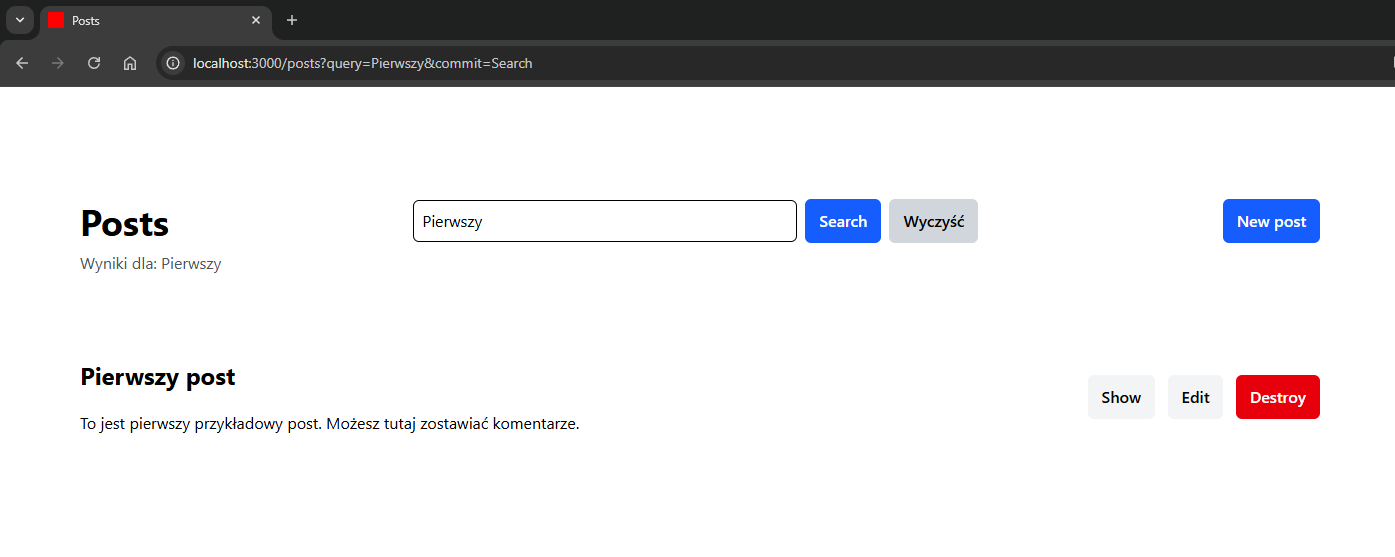 Posts
localhost:3000/posts?query=Pierwszy&commit=Search
Posts Pierwszy Search Wyczyść New post
Wyniki dla: Pierwszy
Pierwszy post
Show Edit Destroy
To jest pierwszy przykładowy post. Możesz tutaj zostawiać komentarze.